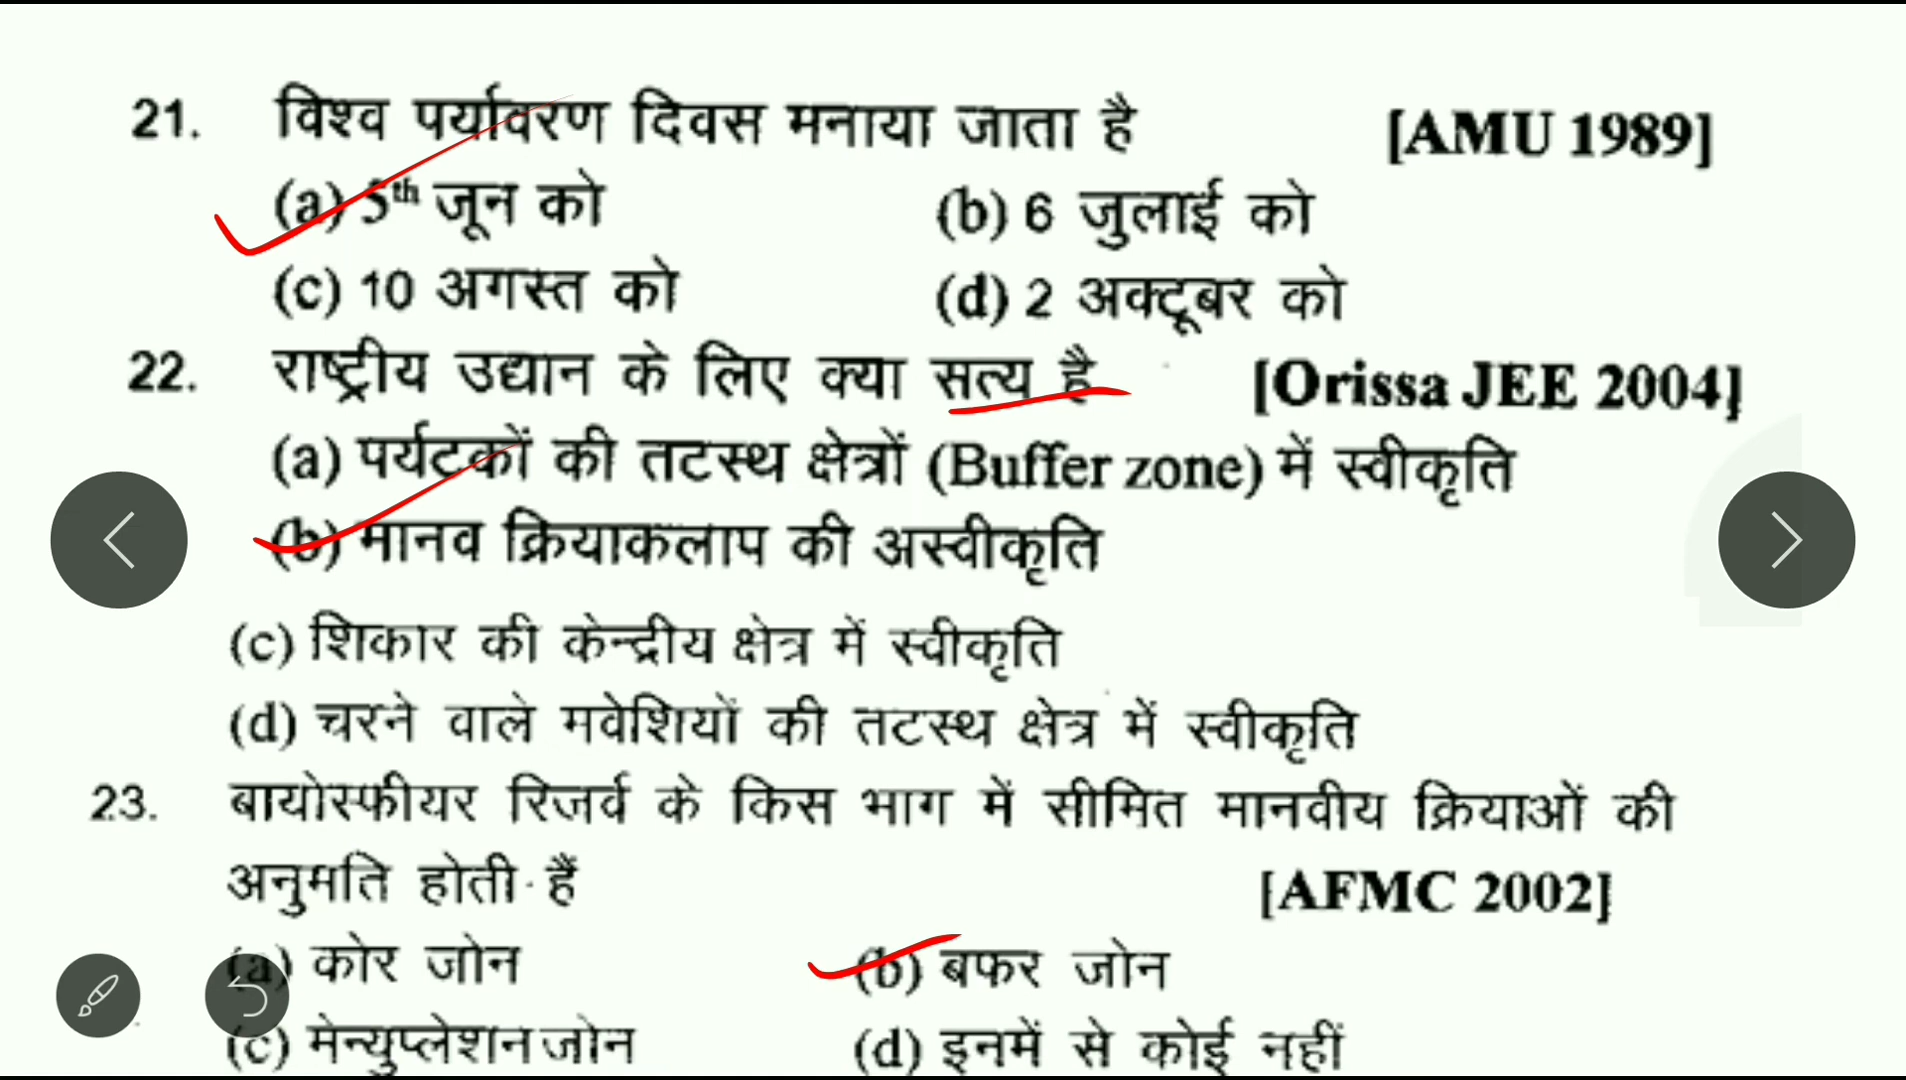 21. विश्व पर्यावरण दिवस मनाया जाता है [AMU 1989]
(a) 5th जून को (b) 6 जुलाई को
(c) 10 अगस्त को (d) 2 अक्टूबर को
22. राष्ट्रीय उद्यान के लिए क्या सत्य है [Orissa JEE 2004]
(a) पर्यटकों की तटस्थ क्षेत्रों (Buffer zone) में स्वीकृति
(b) मानव क्रियाकलाप की अस्वीकृति
(c) शिकार की केन्द्रीय क्षेत्र में स्वीकृति
(d) चरने वाले मवेशियों की तटस्थ क्षेत्र में स्वीकृति
23. बायोस्फीयर रिजर्व के किस भाग में सीमित मानवीय क्रियाओं की
अनुमति होती हैं [AFMC 2002]
(a) कोर जोन (b) बफर जोन
(c) मेन्युप्लेशन जोन (d) इनमें से कोई नहीं